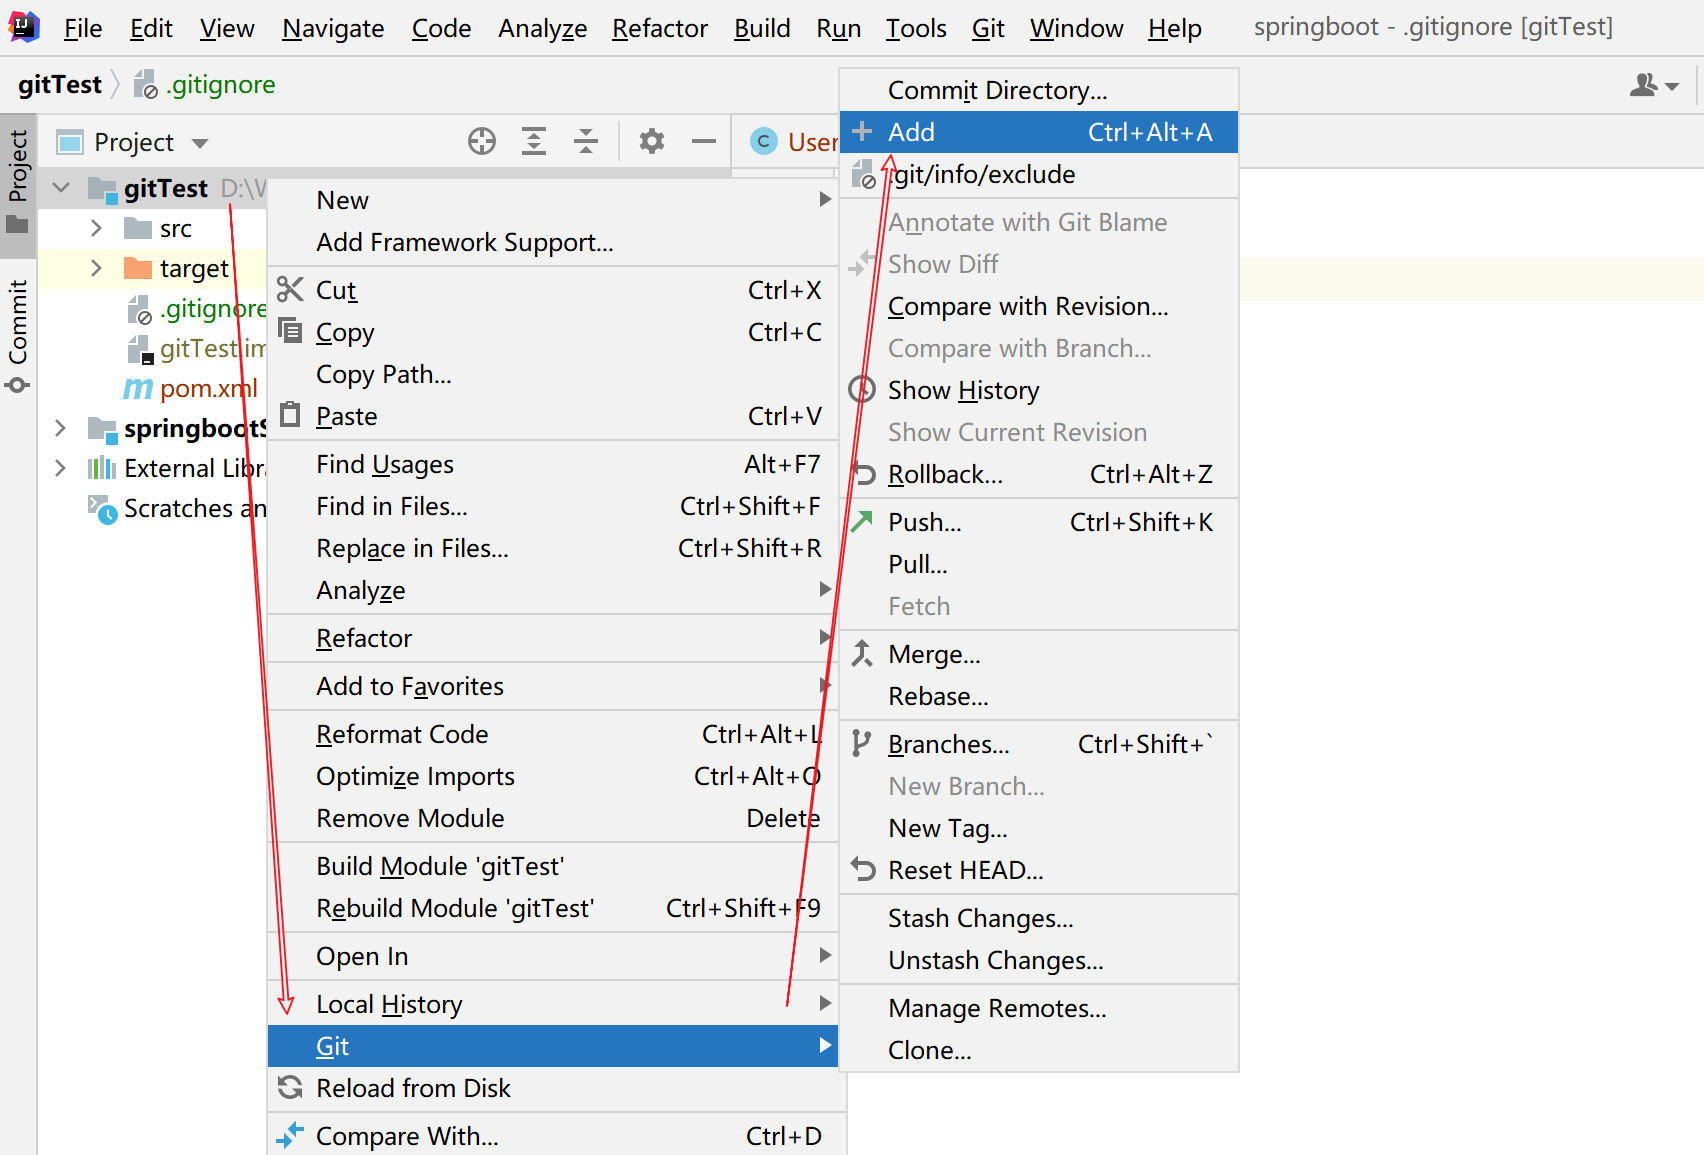 File Edit View Navigate Code Analyze Refactor Build Run Tools Git Window Help springboot - .gitignore [gitTest]
gitTest .gitignore
Project
Commit
Project
gitTest D:\
src
target
.gitignore
gitTest.im
pom.xml
springboot
External Libr
Scratches an
User
New
Add Framework Support...
Cut Ctrl+X
Copy Ctrl+C
Copy Path...
Paste Ctrl+V
Find Usages Alt+F7
Find in Files... Ctrl+Shift+F
Replace in Files... Ctrl+Shift+R
Analyze
Refactor
Add to Favorites
Reformat Code Ctrl+Alt+L
Optimize Imports Ctrl+Alt+O
Remove Module Delete
Build Module 'gitTest'
Rebuild Module 'gitTest' Ctrl+Shift+F9
Open In
Local History
Git
Reload from Disk
Compare With... Ctrl+D
Commit Directory...
Add Ctrl+Alt+A
.git/info/exclude
Annotate with Git Blame
Show Diff
Compare with Revision...
Compare with Branch...
Show History
Show Current Revision
Rollback... Ctrl+Alt+Z
Push... Ctrl+Shift+K
Pull...
Fetch
Merge...
Rebase...
Branches... Ctrl+Shift+`
New Branch...
New Tag...
Reset HEAD...
Stash Changes...
Unstash Changes...
Manage Remotes...
Clone...